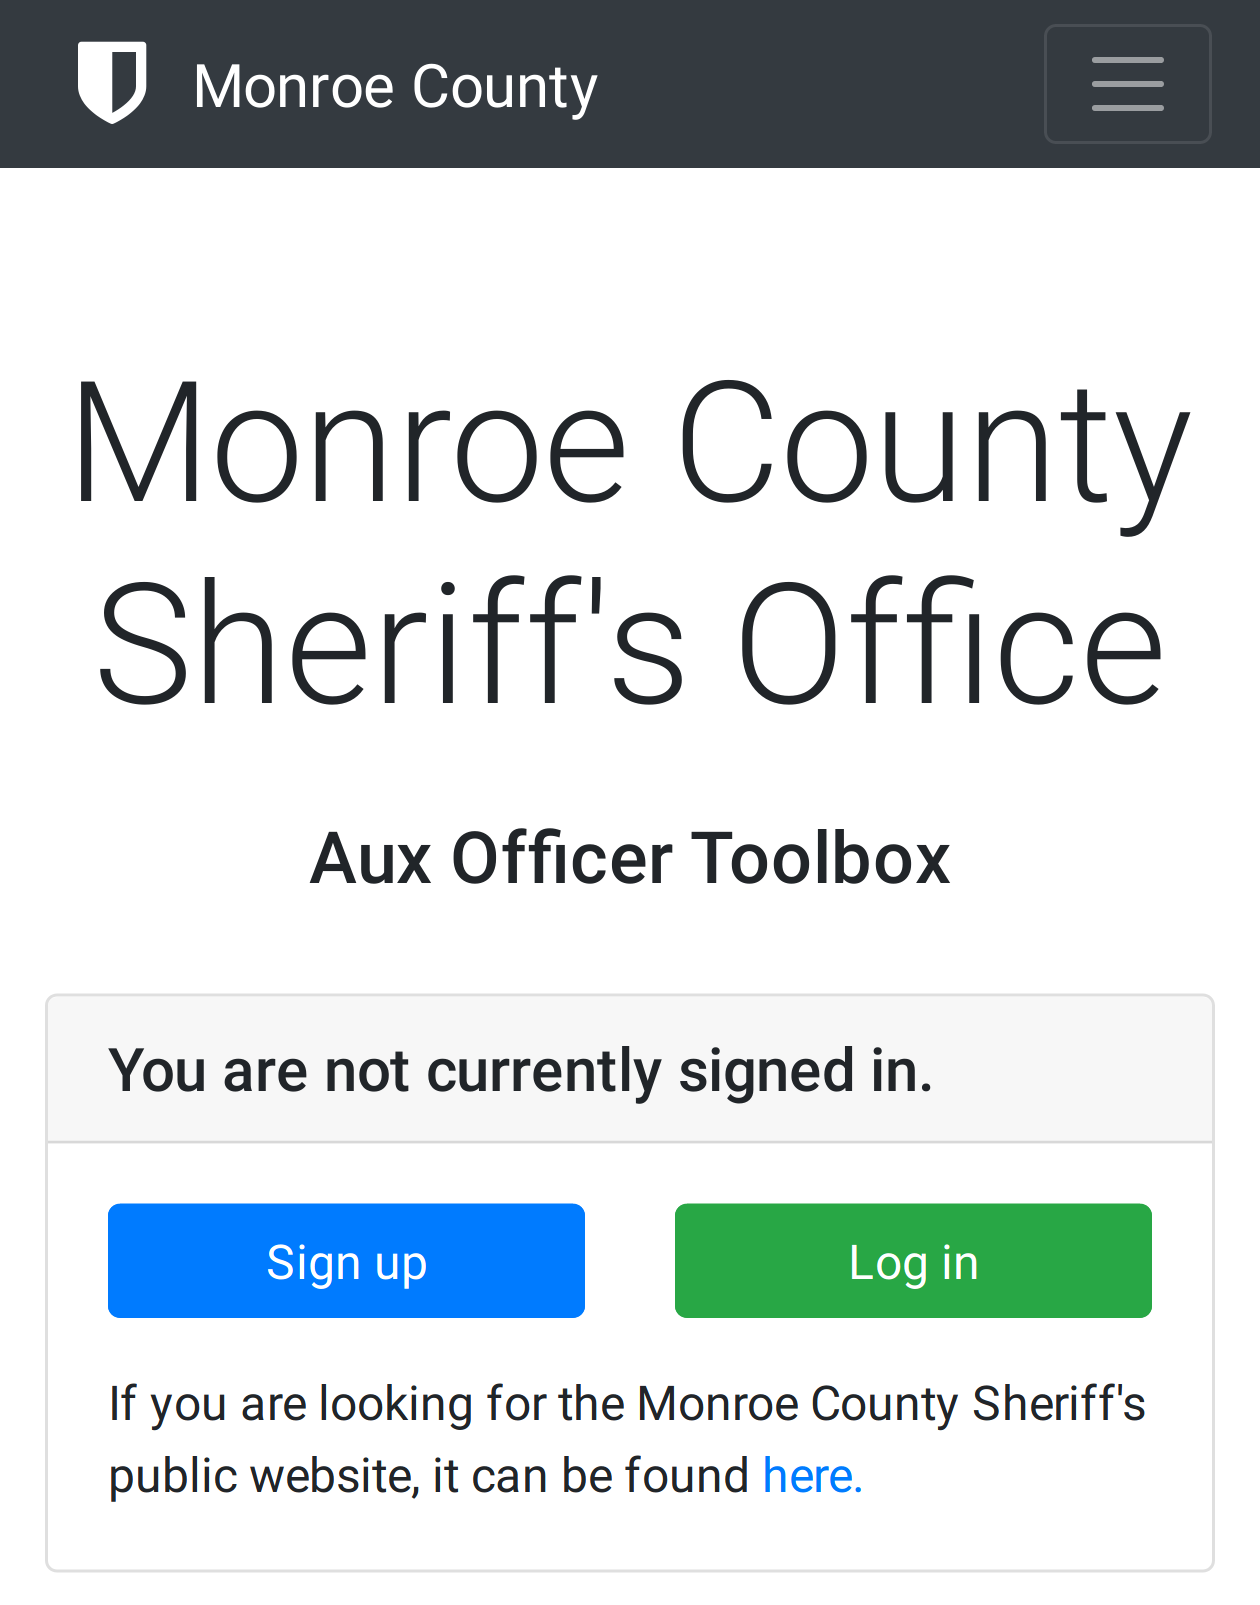 Monroe County
Monroe County
Sheriff's Office
Aux Officer Toolbox
You are not currently signed in.
Sign up
Log in
If you are looking for the Monroe County Sheriff's
public website, it can be found here.